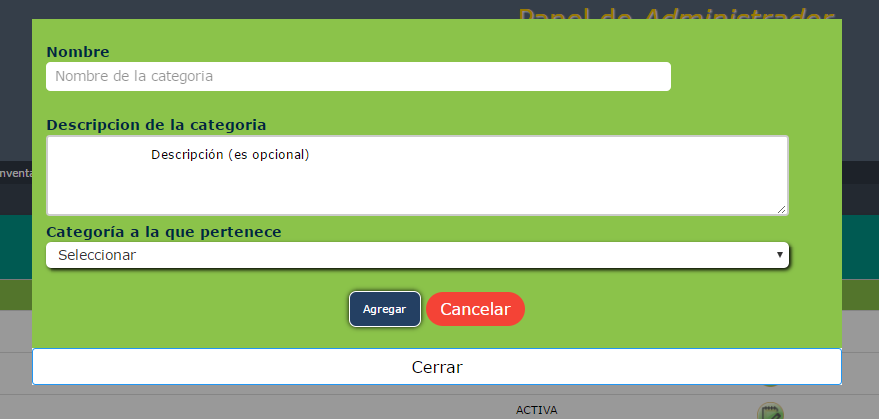 Papel de Administrador
Nombre
Nombre de la categoria
Descripcion de la categoria
Descripción (es opcional)
Categoría a la que pertenece
Seleccionar
Agregar
Cancelar
Cerrar
ACTIVA